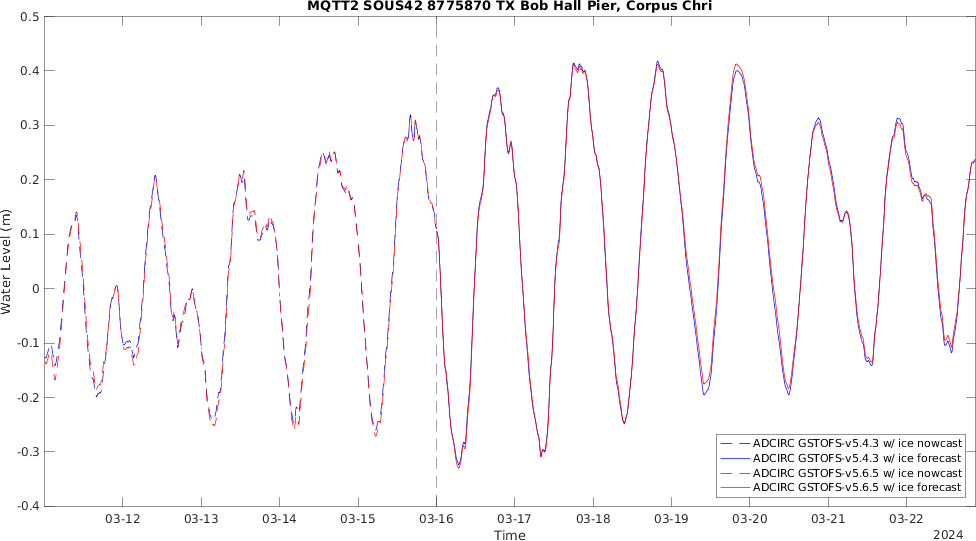 MQTT2 SOUS42 8775870 TX Bob Hall Pier, Corpus Chri
0.5
0.4
0.3
0.2
0.1
0
-0.1
-0.2
-0.3
-0.4
Water Level (m)
03-12 03-13 03-14 03-15 03-16 03-17 03-18 03-19 03-20 03-21 03-22
Time
2024
ADCIRC GSTOFS-v5.4.3 w/ ice nowcast
ADCIRC GSTOFS-v5.4.3 w/ ice forecast
ADCIRC GSTOFS-v5.6.5 w/ ice nowcast
ADCIRC GSTOFS-v5.6.5 w/ ice forecast